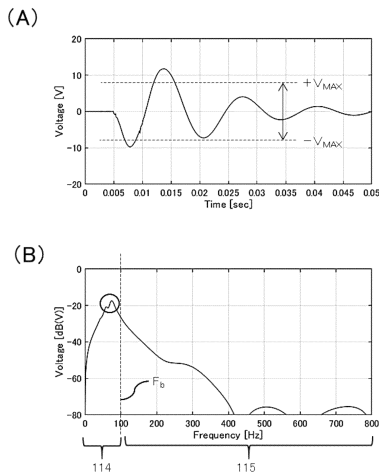 (A)
20
10
0
-10
-20
Voltage [V]
+VMAX
-VMAX
0 0.005 0.01 0.015 0.02 0.025 0.03 0.035 0.04 0.045 0.05
Time [sec]
(B)
0
-20
-40
-60
-80
Voltage [dB(V)]
Fb
0 100 200 300 400 500 600 700 800
Frequency [Hz]
114 115